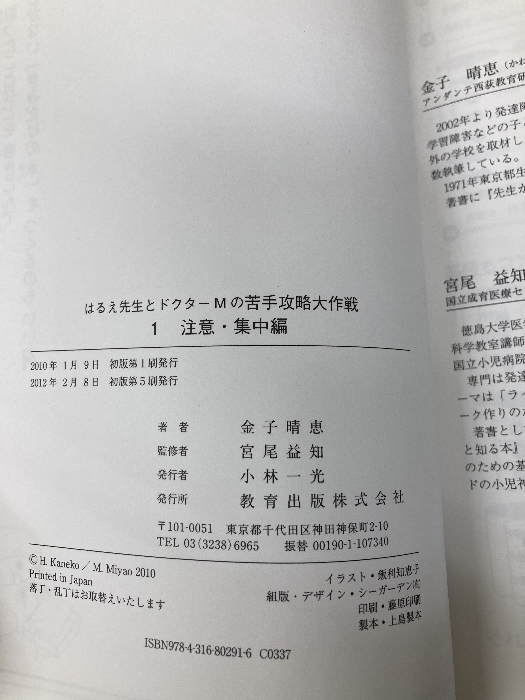 はるえ先生とドクターMの苦手攻略大作戦
1 注意・集中編
2010年1月9日 初版第1刷発行
2012年2月8日 初版第5刷発行
著者 金子晴恵
監修者 宮尾益知
発行者 小林一光
発行所 教育出版株式会社
〒101-0051 東京都千代田区神田神保町2-10
TEL 03(3238)6965 振替 00190-1-107340
©H. Kaneko / M. Miyao 2010
Printed in Japan
落丁・乱丁はお取替えいたします
イラスト・飯利知恵子
組版・デザイン・シーガーデン㈲
印刷・藤原印刷
製本・上島製本
ISBN978-4-316-80291-6 C0337
金子 晴恵(かね
アンダンテ西荻教育研
2002年より発達
学習障害などの子
外の学校を取材し
数執筆している。
1971年東京都生
著書に『先生が
宮尾 益知
国立成育医療セ
徳島大学医
科学教室講師
国立小児病院
専門は発達
ーマは「ラ
ーク作りのた
著書とし
と知る本』
のための基
ドの小児神